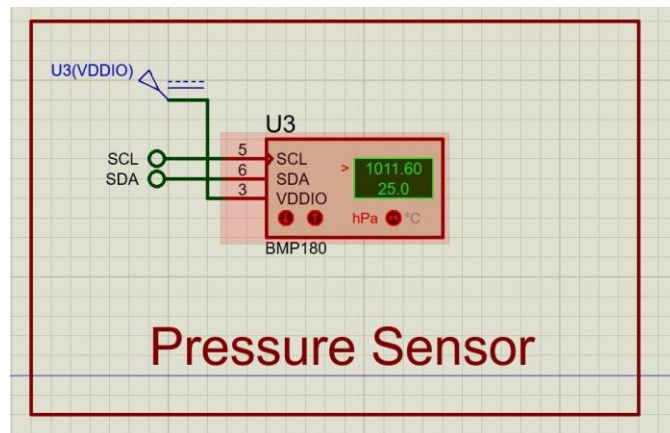 U3(VDDIO)
U3
SCL
SDA
5
6
3
SCL
SDA
VDDIO
> 1011.60
25.0
hPa °C
BMP180
Pressure Sensor